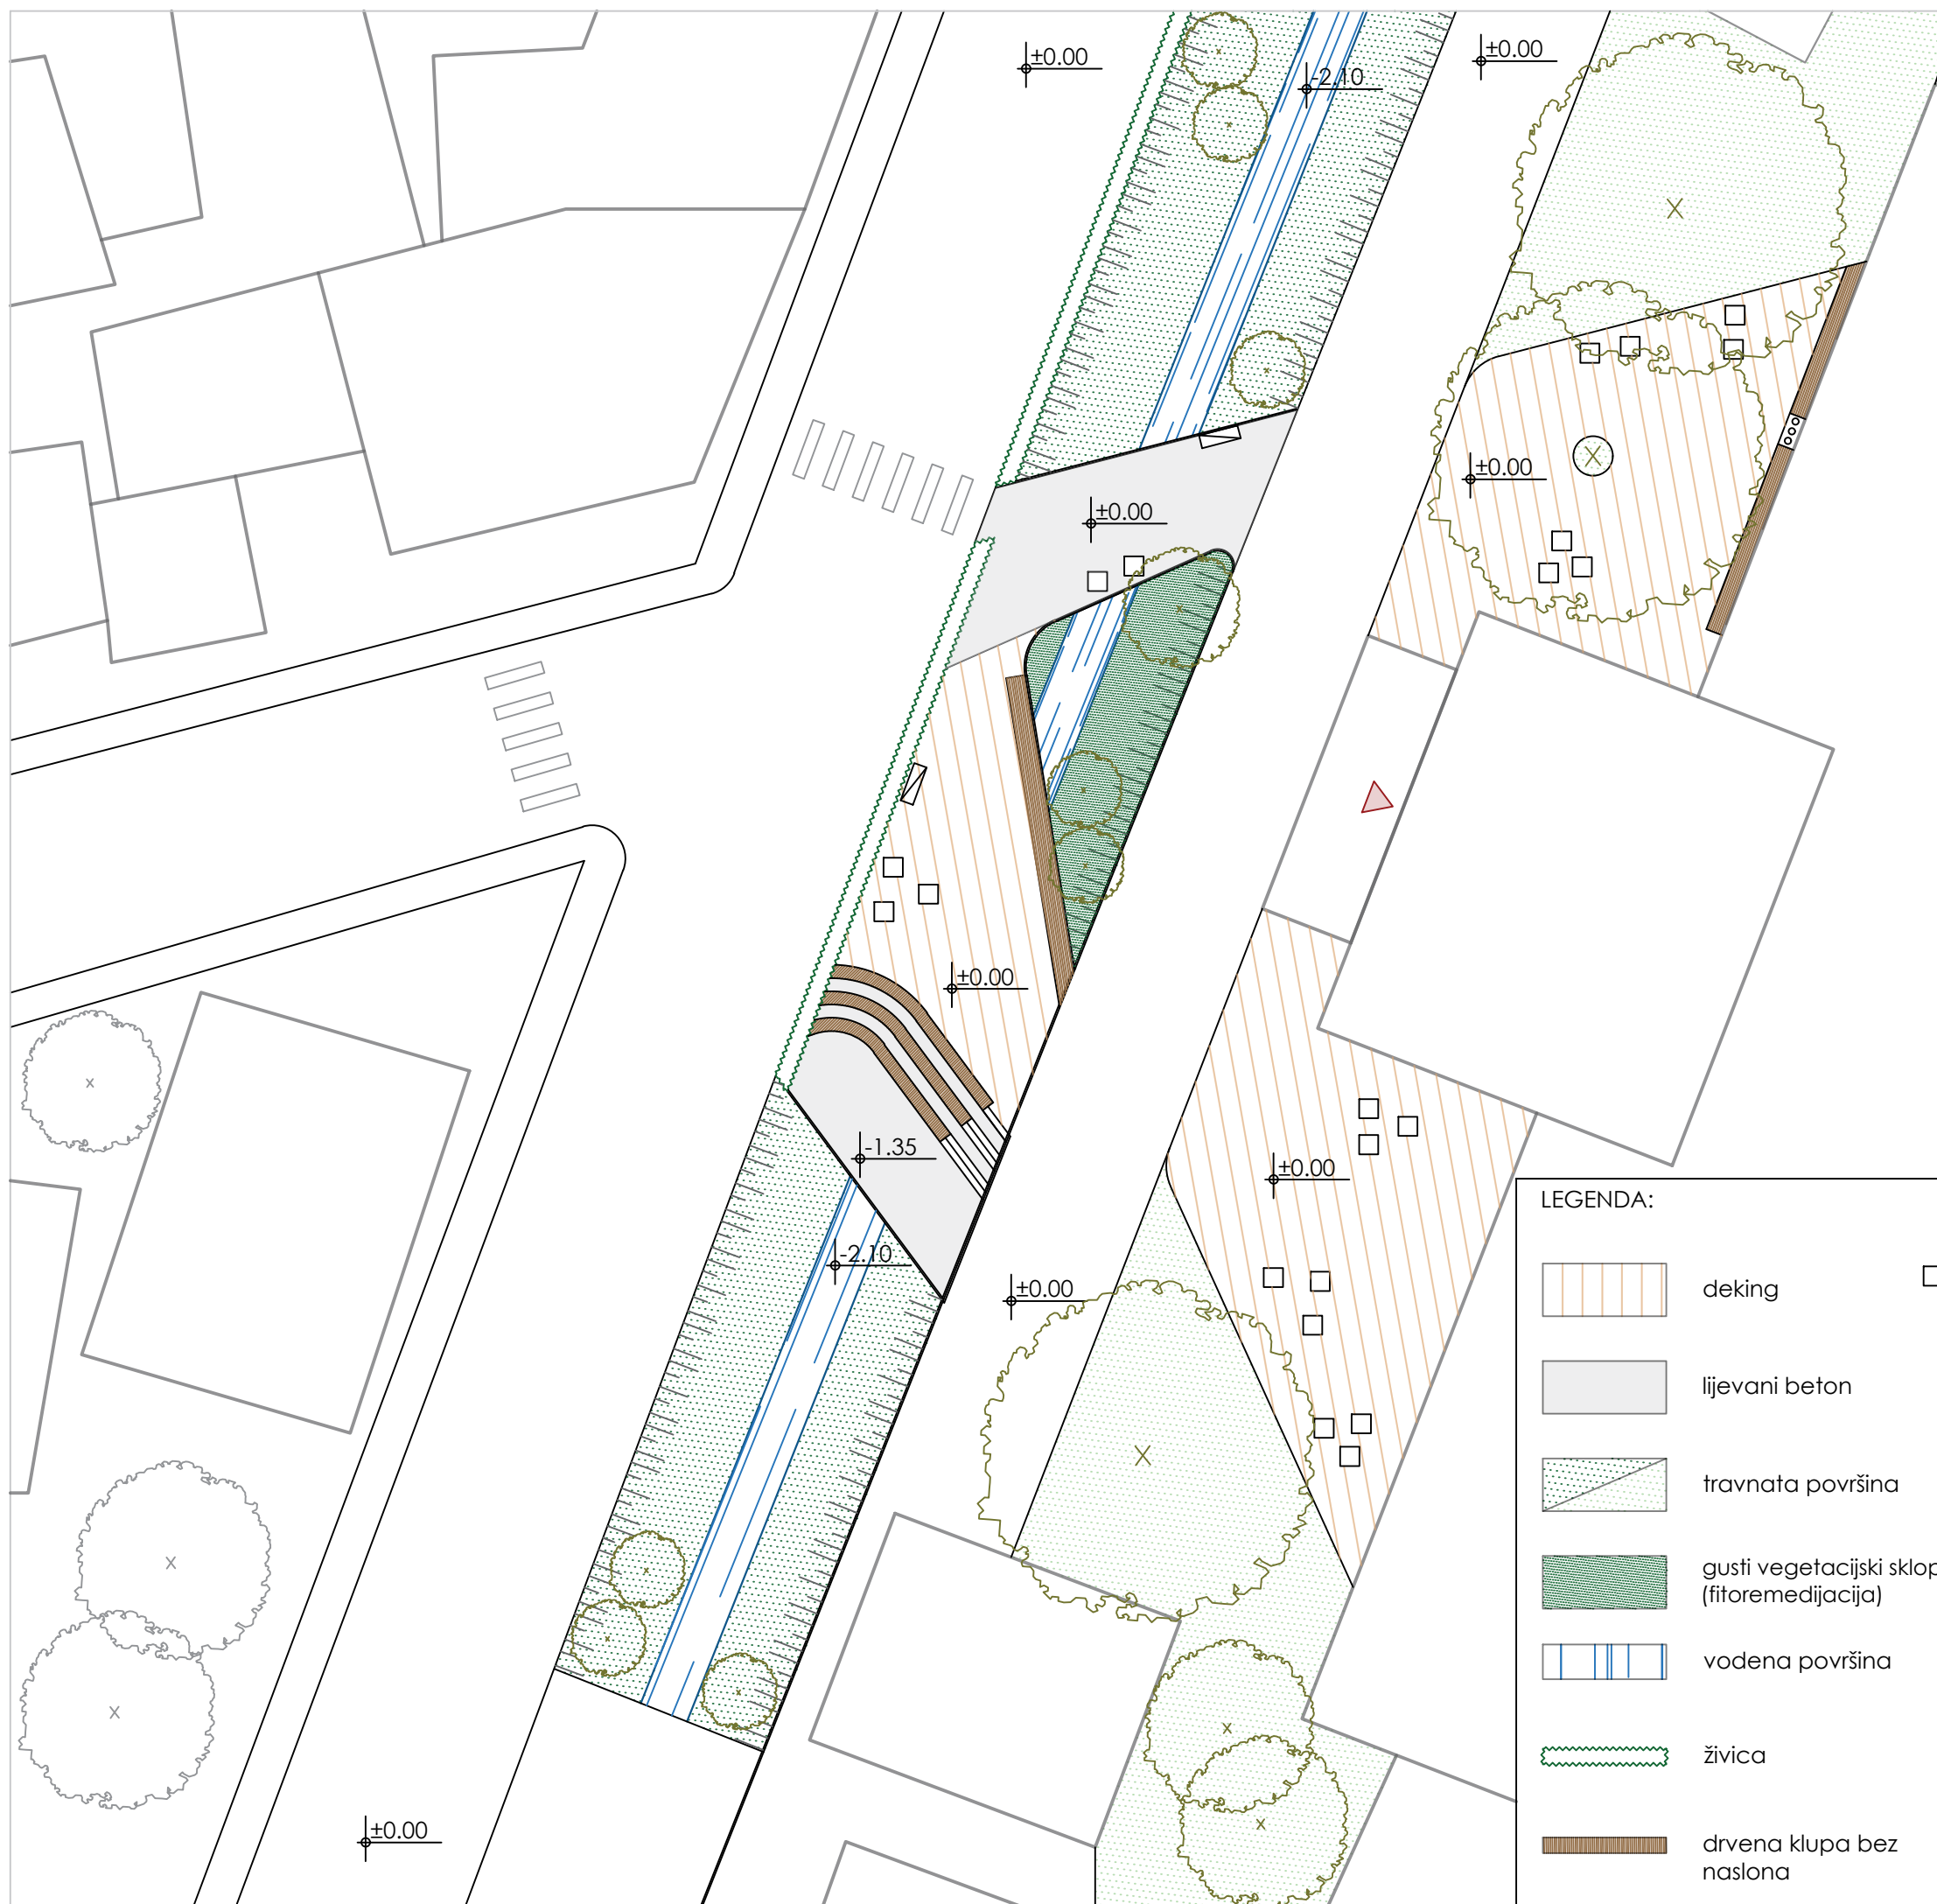 ±0.00
±0.00
-2.10
±0.00
±0.00
±0.00
-1.35
±0.00
-2.10
±0.00
±0.00
LEGENDA:
deking
lijevani beton
travnata površina
gusti vegetacijski sklop
(fitoremedijacija)
vodena površina
živica
drvena klupa bez
naslona